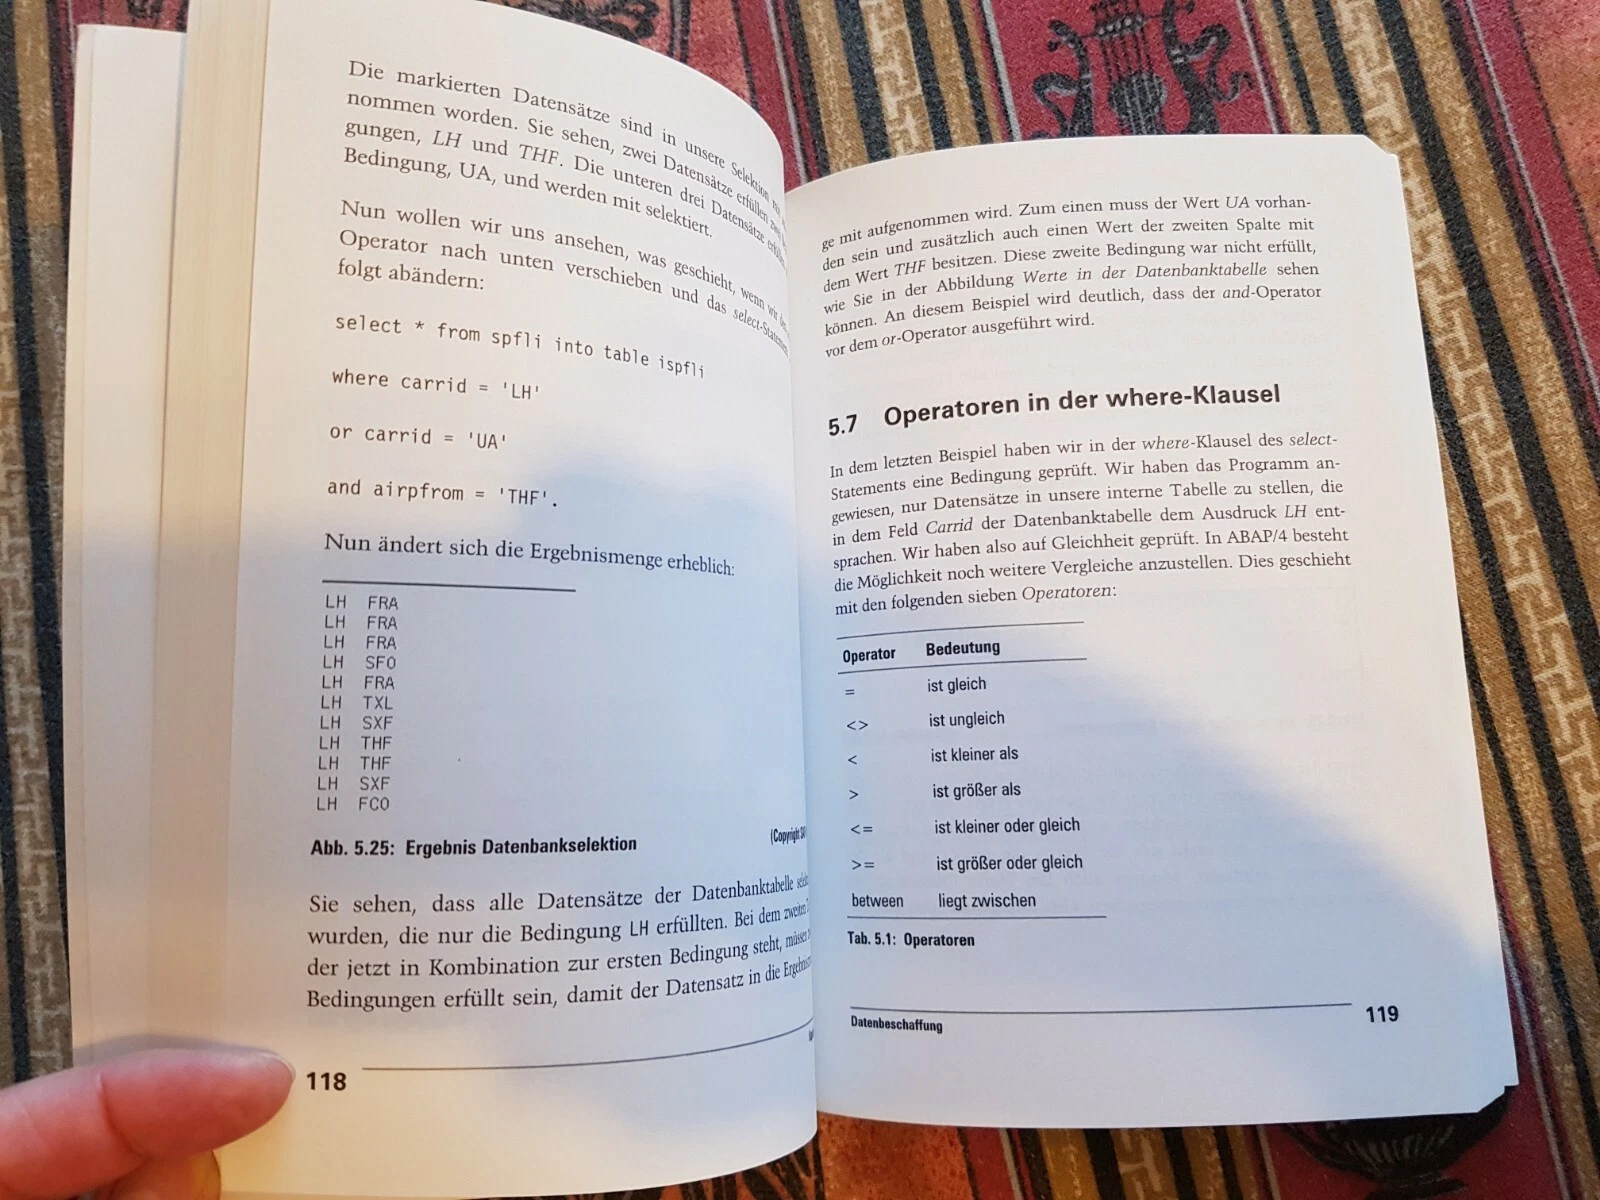 Die markierten Datensätze sind in unsere Selektion
nommen worden. Sie sehen, zwei Datensätze erfüllen zwei
gungen, LH und THF. Die unteren drei Datensätze erfüllen
Bedingung, UA, und werden mit selektiert.
Nun wollen wir uns ansehen, was geschieht, wenn wir den
Operator nach unten verschieben und das select-Statement
folgt abändern:
select * from spfli into table ispfli
where carrid = 'LH'
or carrid = 'UA'
and airpfrom = 'THF'.
Nun ändert sich die Ergebnismenge erheblich:
LH FRA
LH FRA
LH FRA
LH SFO
LH FRA
LH TXL
LH SXF
LH THF
LH THF
LH SXF
LH FCO
Abb. 5.25: Ergebnis Datenbankselektion (Copyright
Sie sehen, dass alle Datensätze der Datenbanktabelle
wurden, die nur die Bedingung LH erfüllten. Bei dem zweiten
der jetzt in Kombination zur ersten Bedingung steht, müssen
Bedingungen erfüllt sein, damit der Datensatz in die
118
ge mit aufgenommen wird. Zum einen muss der Wert UA vorhan-
den sein und zusätzlich auch einen Wert der zweiten Spalte mit
dem Wert THF besitzen. Diese zweite Bedingung war nicht erfüllt,
wie Sie in der Abbildung Werte in der Datenbanktabelle sehen
können. An diesem Beispiel wird deutlich, dass der and-Operator
vor dem or-Operator ausgeführt wird.
5.7 Operatoren in der where-Klausel
In dem letzten Beispiel haben wir in der where-Klausel des select-
Statements eine Bedingung geprüft. Wir haben das Programm an-
gewiesen, nur Datensätze in unsere interne Tabelle zu stellen, die
in dem Feld Carrid der Datenbanktabelle dem Ausdruck LH ent-
sprachen. Wir haben also auf Gleichheit geprüft. In ABAP/4 besteht
die Möglichkeit noch weitere Vergleiche anzustellen. Dies geschieht
mit den folgenden sieben Operatoren:
Operator Bedeutung
= ist gleich
<> ist ungleich
< ist kleiner als
> ist größer als
<= ist kleiner oder gleich
>= ist größer oder gleich
between liegt zwischen
Tab. 5.1: Operatoren
Datenbeschaffung 119